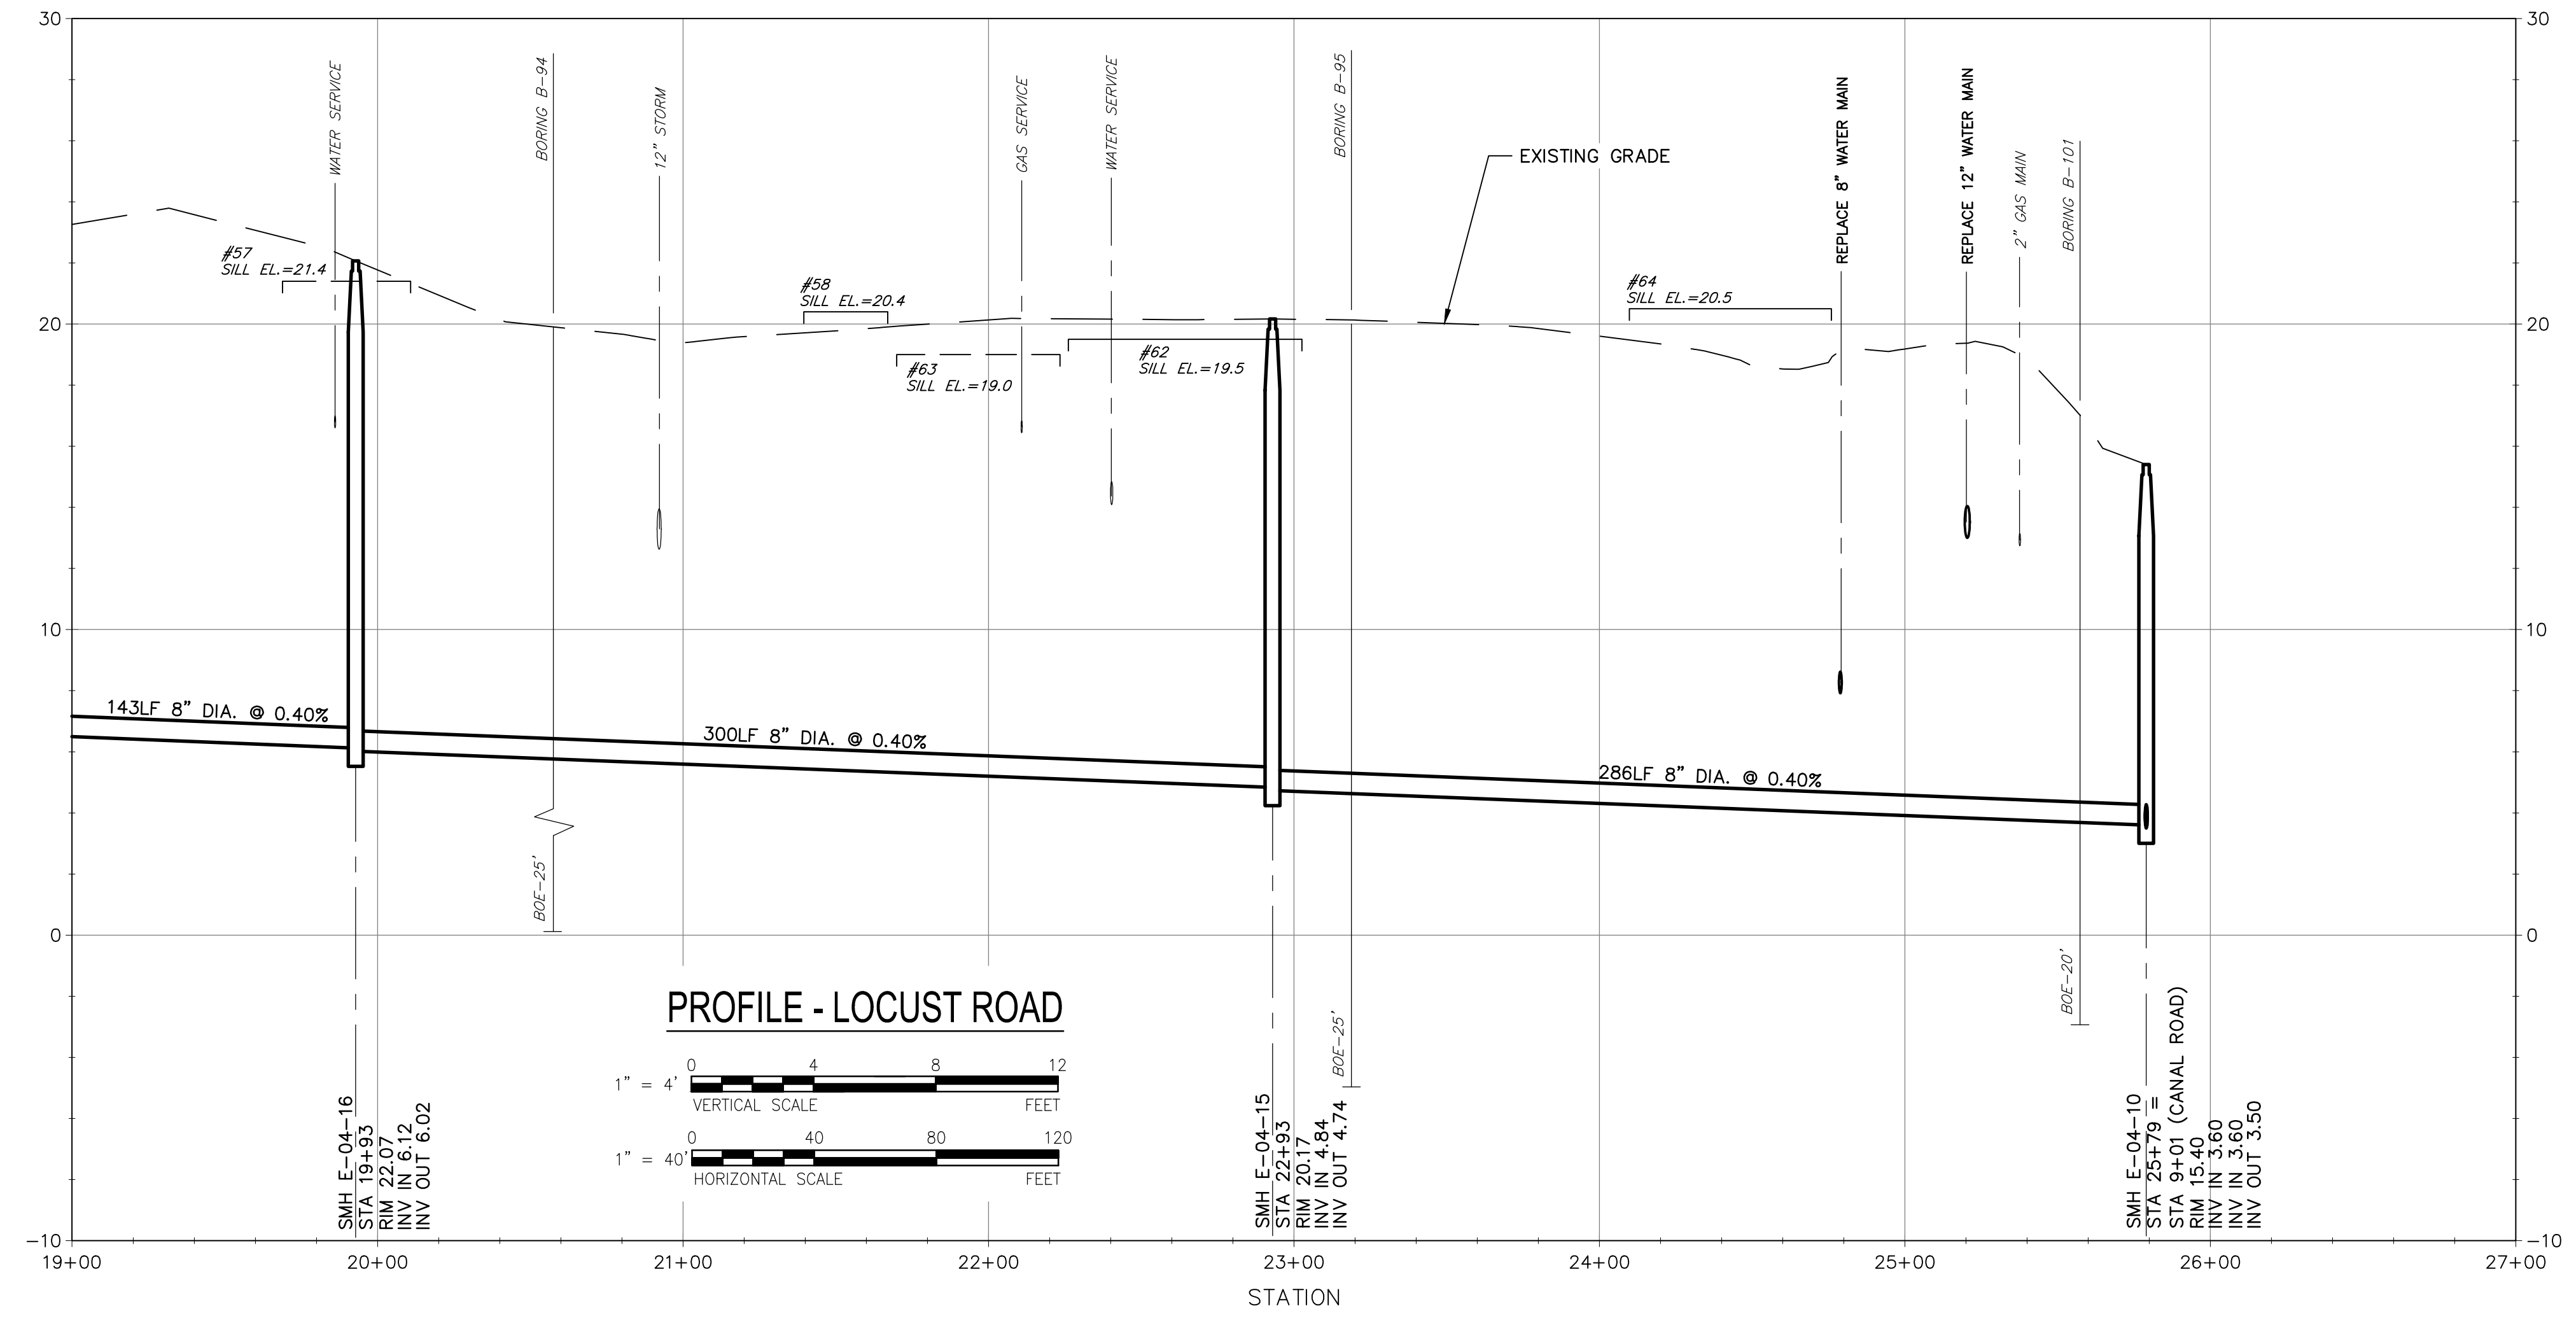 30
30
WATER SERVICE
BORING B-94
12" STORM
GAS SERVICE
WATER SERVICE
BORING B-95
EXISTING GRADE
REPLACE 8" WATER MAIN
REPLACE 12" WATER MAIN
2" GAS MAIN
BORING B-101
#57
SILL EL.=21.4
#58
SILL EL.=20.4
#63
SILL EL.=19.0
#62
SILL EL.=19.5
#64
SILL EL.=20.5
20
20
10
10
143LF 8" DIA. @ 0.40%
300LF 8" DIA. @ 0.40%
286LF 8" DIA. @ 0.40%
BOE-25'
0
0
BOE-25'
BOE-20'
PROFILE - LOCUST ROAD
0 4 8 12
1" = 4'
VERTICAL SCALE FEET
0 40 80 120
1" = 40'
HORIZONTAL SCALE FEET
SMH E-04-16
STA 19+93
RIM 22.07
INV IN 6.12
INV OUT 6.02
SMH E-04-15
STA 22+93
RIM 20.17
INV IN 4.84
INV OUT 4.74
SMH E-04-10
STA 25+79 =
STA 9+01 (CANAL ROAD)
RIM 15.40
INV IN 3.60
INV IN 3.60
INV OUT 3.50
-10
-10
19+00 20+00 21+00 22+00 23+00 24+00 25+00 26+00 27+00
STATION